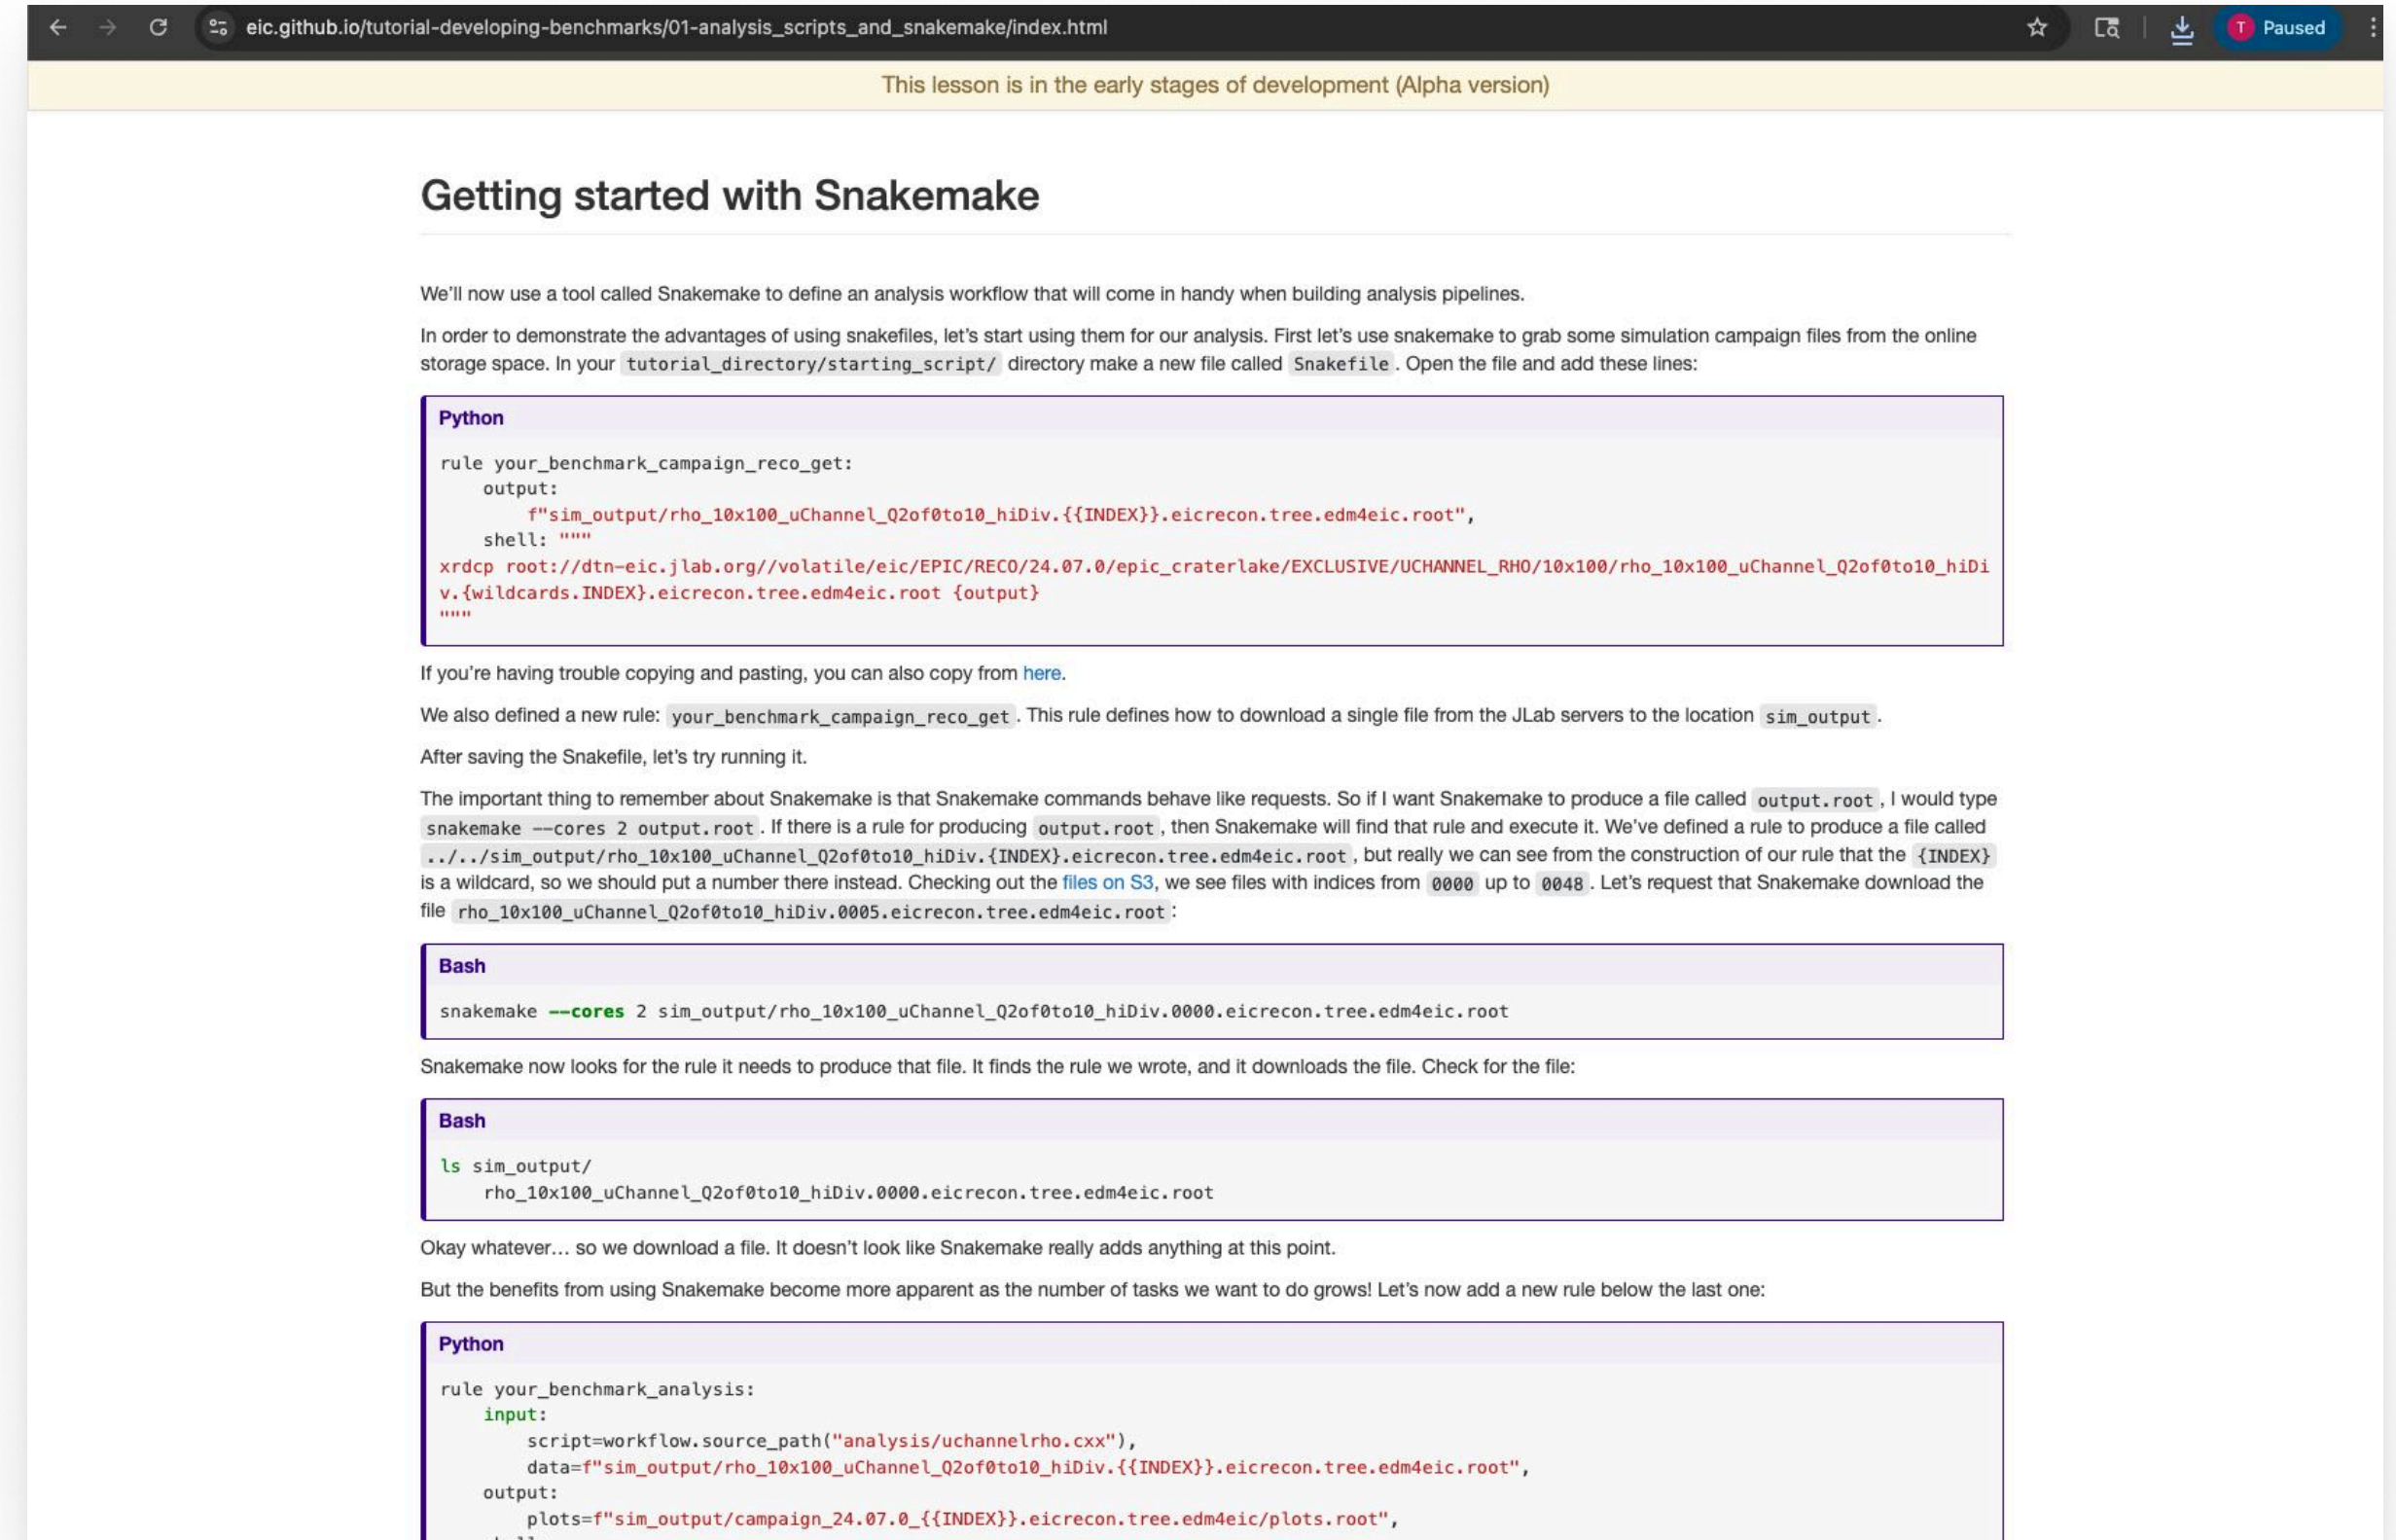 eic.github.io/tutorial-developing-benchmarks/01-analysis_scripts_and_snakemake/index.html
T Paused
This lesson is in the early stages of development (Alpha version)
Getting started with Snakemake
We'll now use a tool called Snakemake to define an analysis workflow that will come in handy when building analysis pipelines.
In order to demonstrate the advantages of using snakefiles, let's start using them for our analysis. First let's use snakemake to grab some simulation campaign files from the online
storage space. In your tutorial_directory/starting_script/ directory make a new file called Snakefile. Open the file and add these lines:
Python
rule your_benchmark_campaign_reco_get:
    output:
        f"sim_output/rho_10x100_uChannel_Q2of0to10_hiDiv.{{INDEX}}.eicrecon.tree.edm4eic.root",
    shell: """
xrdcp root://dtn-eic.jlab.org//volatile/eic/EPIC/RECO/24.07.0/epic_craterlake/EXCLUSIVE/UCHANNEL_RHO/10x100/rho_10x100_uChannel_Q2of0to10_hiDi
v.{wildcards.INDEX}.eicrecon.tree.edm4eic.root {output}
"""
If you're having trouble copying and pasting, you can also copy from here.
We also defined a new rule: your_benchmark_campaign_reco_get. This rule defines how to download a single file from the JLab servers to the location sim_output.
After saving the Snakefile, let's try running it.
The important thing to remember about Snakemake is that Snakemake commands behave like requests. So if I want Snakemake to produce a file called output.root, I would type
snakemake --cores 2 output.root. If there is a rule for producing output.root, then Snakemake will find that rule and execute it. We've defined a rule to produce a file called
../../sim_output/rho_10x100_uChannel_Q2of0to10_hiDiv.{INDEX}.eicrecon.tree.edm4eic.root, but really we can see from the construction of our rule that the {INDEX}
is a wildcard, so we should put a number there instead. Checking out the files on S3, we see files with indices from 0000 up to 0048. Let's request that Snakemake download the
file rho_10x100_uChannel_Q2of0to10_hiDiv.0005.eicrecon.tree.edm4eic.root:
Bash
snakemake --cores 2 sim_output/rho_10x100_uChannel_Q2of0to10_hiDiv.0000.eicrecon.tree.edm4eic.root
Snakemake now looks for the rule it needs to produce that file. It finds the rule we wrote, and it downloads the file. Check for the file:
Bash
ls sim_output/
    rho_10x100_uChannel_Q2of0to10_hiDiv.0000.eicrecon.tree.edm4eic.root
Okay whatever… so we download a file. It doesn't look like Snakemake really adds anything at this point.
But the benefits from using Snakemake become more apparent as the number of tasks we want to do grows! Let's now add a new rule below the last one:
Python
rule your_benchmark_analysis:
    input:
        script=workflow.source_path("analysis/uchannelrho.cxx"),
        data=f"sim_output/rho_10x100_uChannel_Q2of0to10_hiDiv.{{INDEX}}.eicrecon.tree.edm4eic.root",
    output:
        plots=f"sim_output/campaign_24.07.0_{{INDEX}}.eicrecon.tree.edm4eic/plots.root",